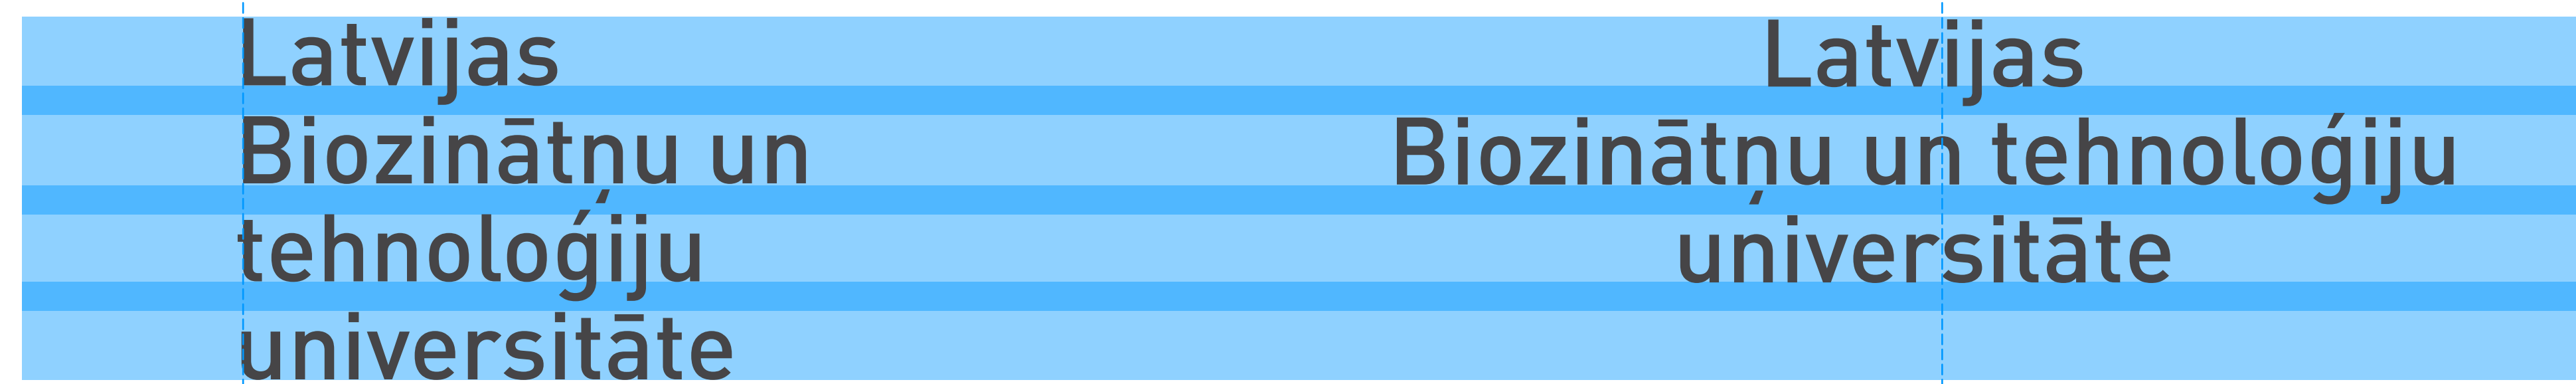 Latvijas
Biozinātņu un
tehnoloģiju
universitāte
Latvijas
Biozinātņu un tehnoloģiju
universitāte